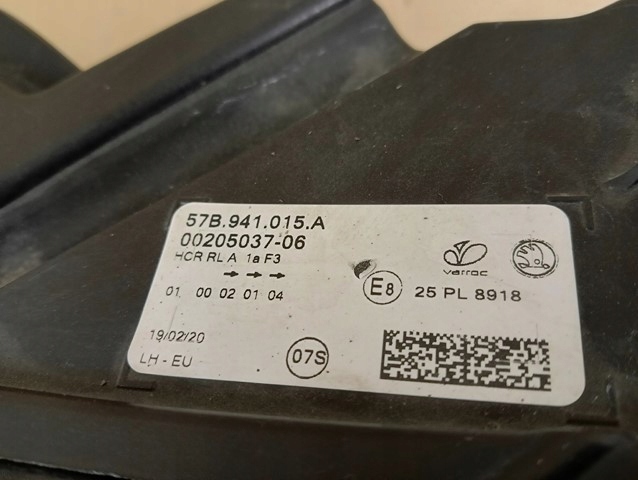 57B.941.015.A
00205037-06
HCR RL A 1a F3
01 00 02 01 04
varroc
E8 25 PL 8918
19/02/20
LH - EU
07S